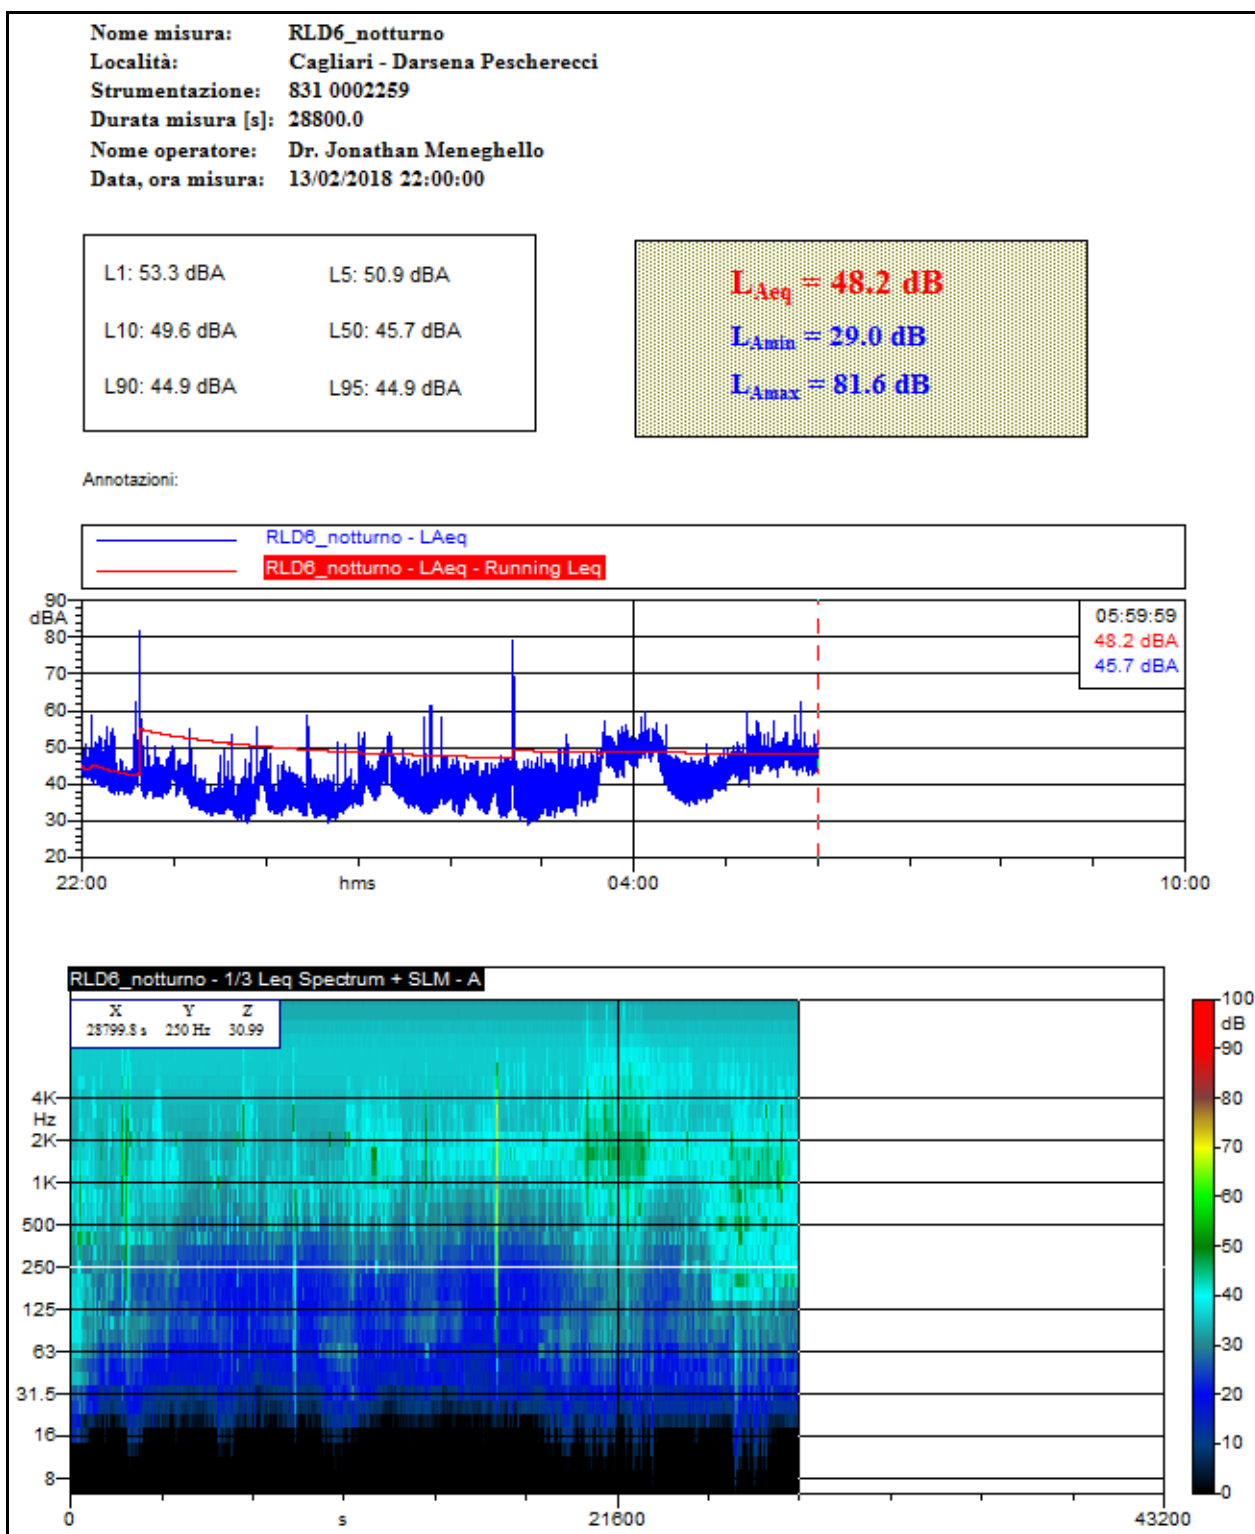 Nome misura: RLD6_notturno
Località: Cagliari - Darsena Pescherecci
Strumentazione: 831 0002259
Durata misura [s]: 28800.0
Nome operatore: Dr. Jonathan Meneghello
Data, ora misura: 13/02/2018 22:00:00
L1: 53.3 dBA L5: 50.9 dBA
L10: 49.6 dBA L50: 45.7 dBA
L90: 44.9 dBA L95: 44.9 dBA
LAeq = 48.2 dB
LAmin = 29.0 dB
LAmax = 81.6 dB
Annotazioni:
RLD6_notturno - LAeq
RLD6_notturno - LAeq - Running Leq
90
dBA
80
70
60
50
40
30
20
05:59:59
48.2 dBA
45.7 dBA
22:00 hms 04:00 10:00
RLD6_notturno - 1/3 Leq Spectrum + SLM - A
X Y Z
28799.8 s 250 Hz 30.99
4K
Hz
2K
1K
500
250
125
63
31.5
16
8
0 s 21600 43200
100
dB
90
80
70
60
50
40
30
20
10
0